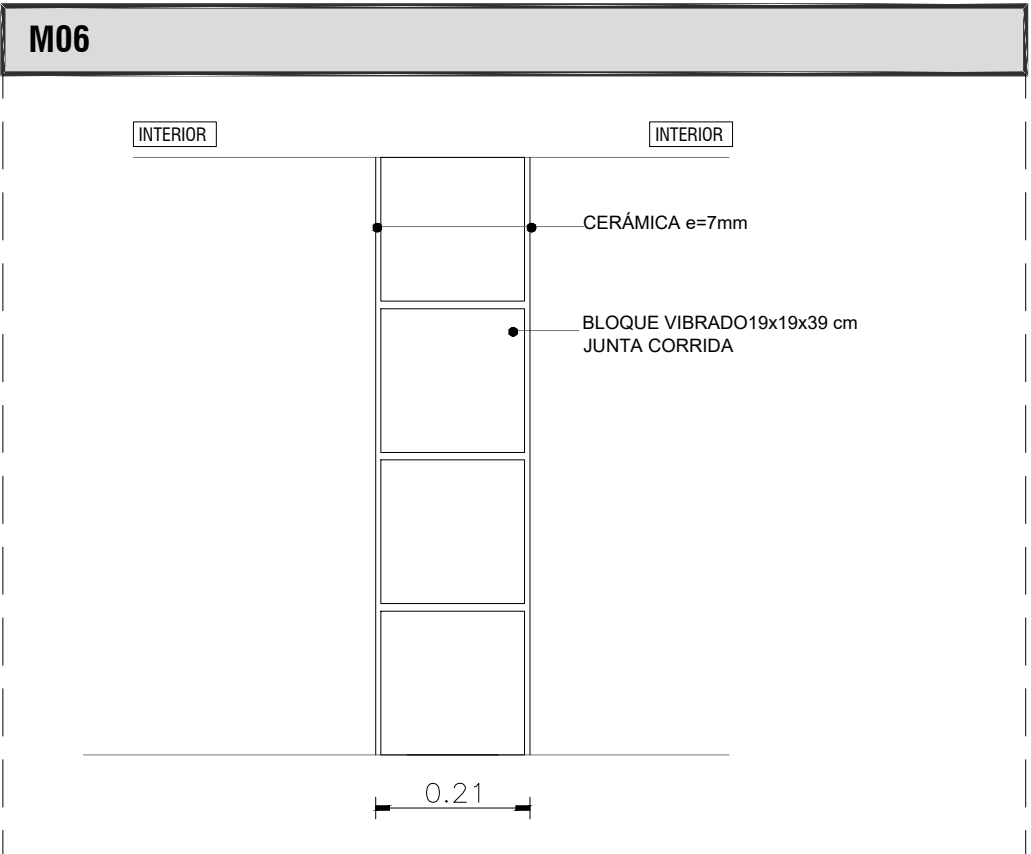 M06
INTERIOR
INTERIOR
CERÁMICA e=7mm
BLOQUE VIBRADO19x19x39 cm
JUNTA CORRIDA
0.21